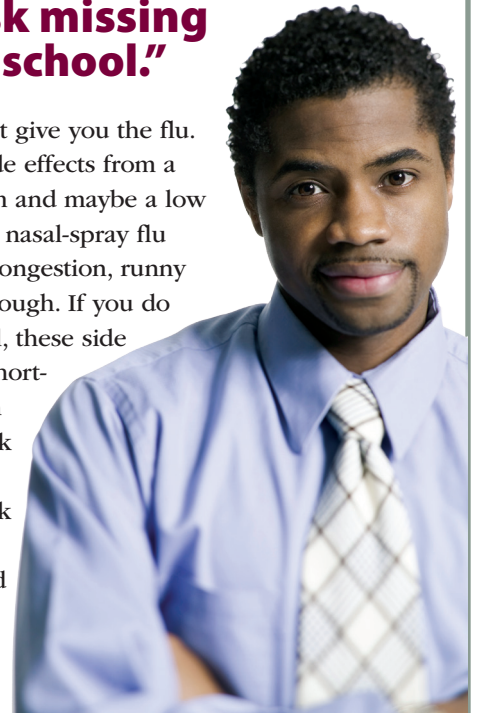 k missing
school.”
t give you the flu.
de effects from a
and maybe a low
nasal-spray flu
ongestion, runny
ough. If you do
, these side
hort-
k
k
d